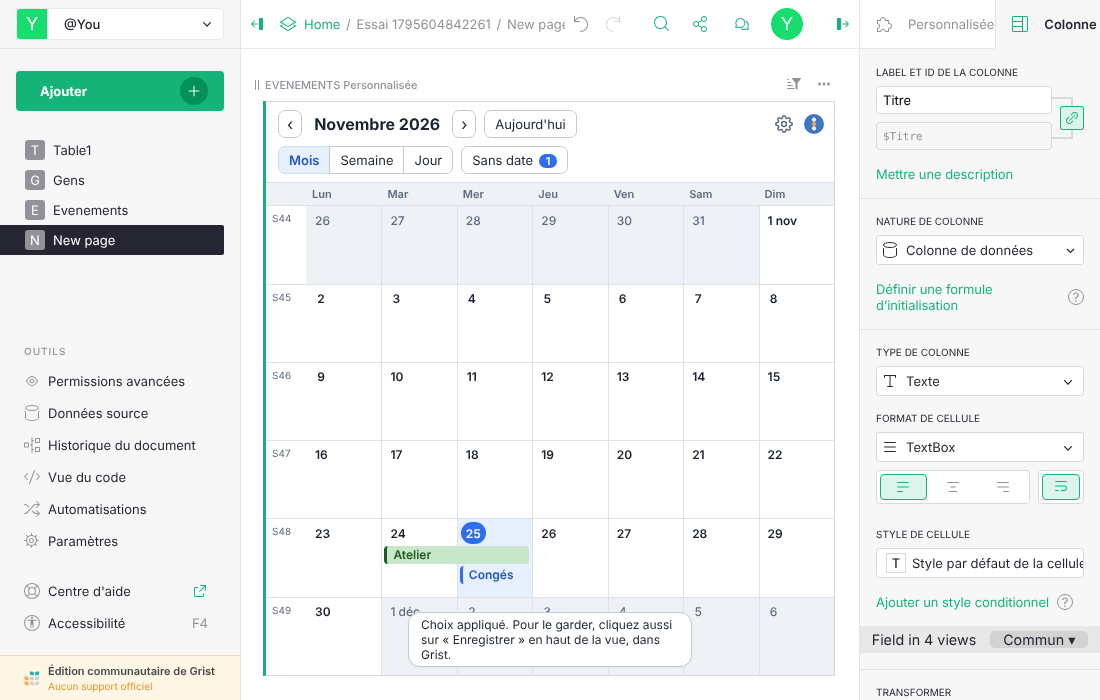 Y @You
Home / Essai 1795604842261 / New page
Y
Personnalisée
Colonne
Ajouter
T Table1
G Gens
E Evenements
N New page
OUTILS
Permissions avancées
Données source
Historique du document
Vue du code
Automatisations
Paramètres
Centre d'aide
Accessibilité F4
Édition communautaire de Grist
Aucun support officiel
EVENEMENTS Personnalisée
‹ Novembre 2026 › Aujourd'hui
Mois Semaine Jour Sans date 1
Lun Mar Mer Jeu Ven Sam Dim
S44 26 27 28 29 30 31 1 nov
S45 2 3 4 5 6 7 8
S46 9 10 11 12 13 14 15
S47 16 17 18 19 20 21 22
S48 23 24 25 26 27 28 29
Atelier
Congés
S49 30 1 déc 2 3 4 5 6
Choix appliqué. Pour le garder, cliquez aussi
sur « Enregistrer » en haut de la vue, dans
Grist.
LABEL ET ID DE LA COLONNE
Titre
$Titre
Mettre une description
NATURE DE COLONNE
Colonne de données
Définir une formule
d'initialisation ?
TYPE DE COLONNE
Texte
FORMAT DE CELLULE
TextBox
STYLE DE CELLULE
T Style par défaut de la cellule
Ajouter un style conditionnel ?
Field in 4 views Commun ▾
TRANSFORMER